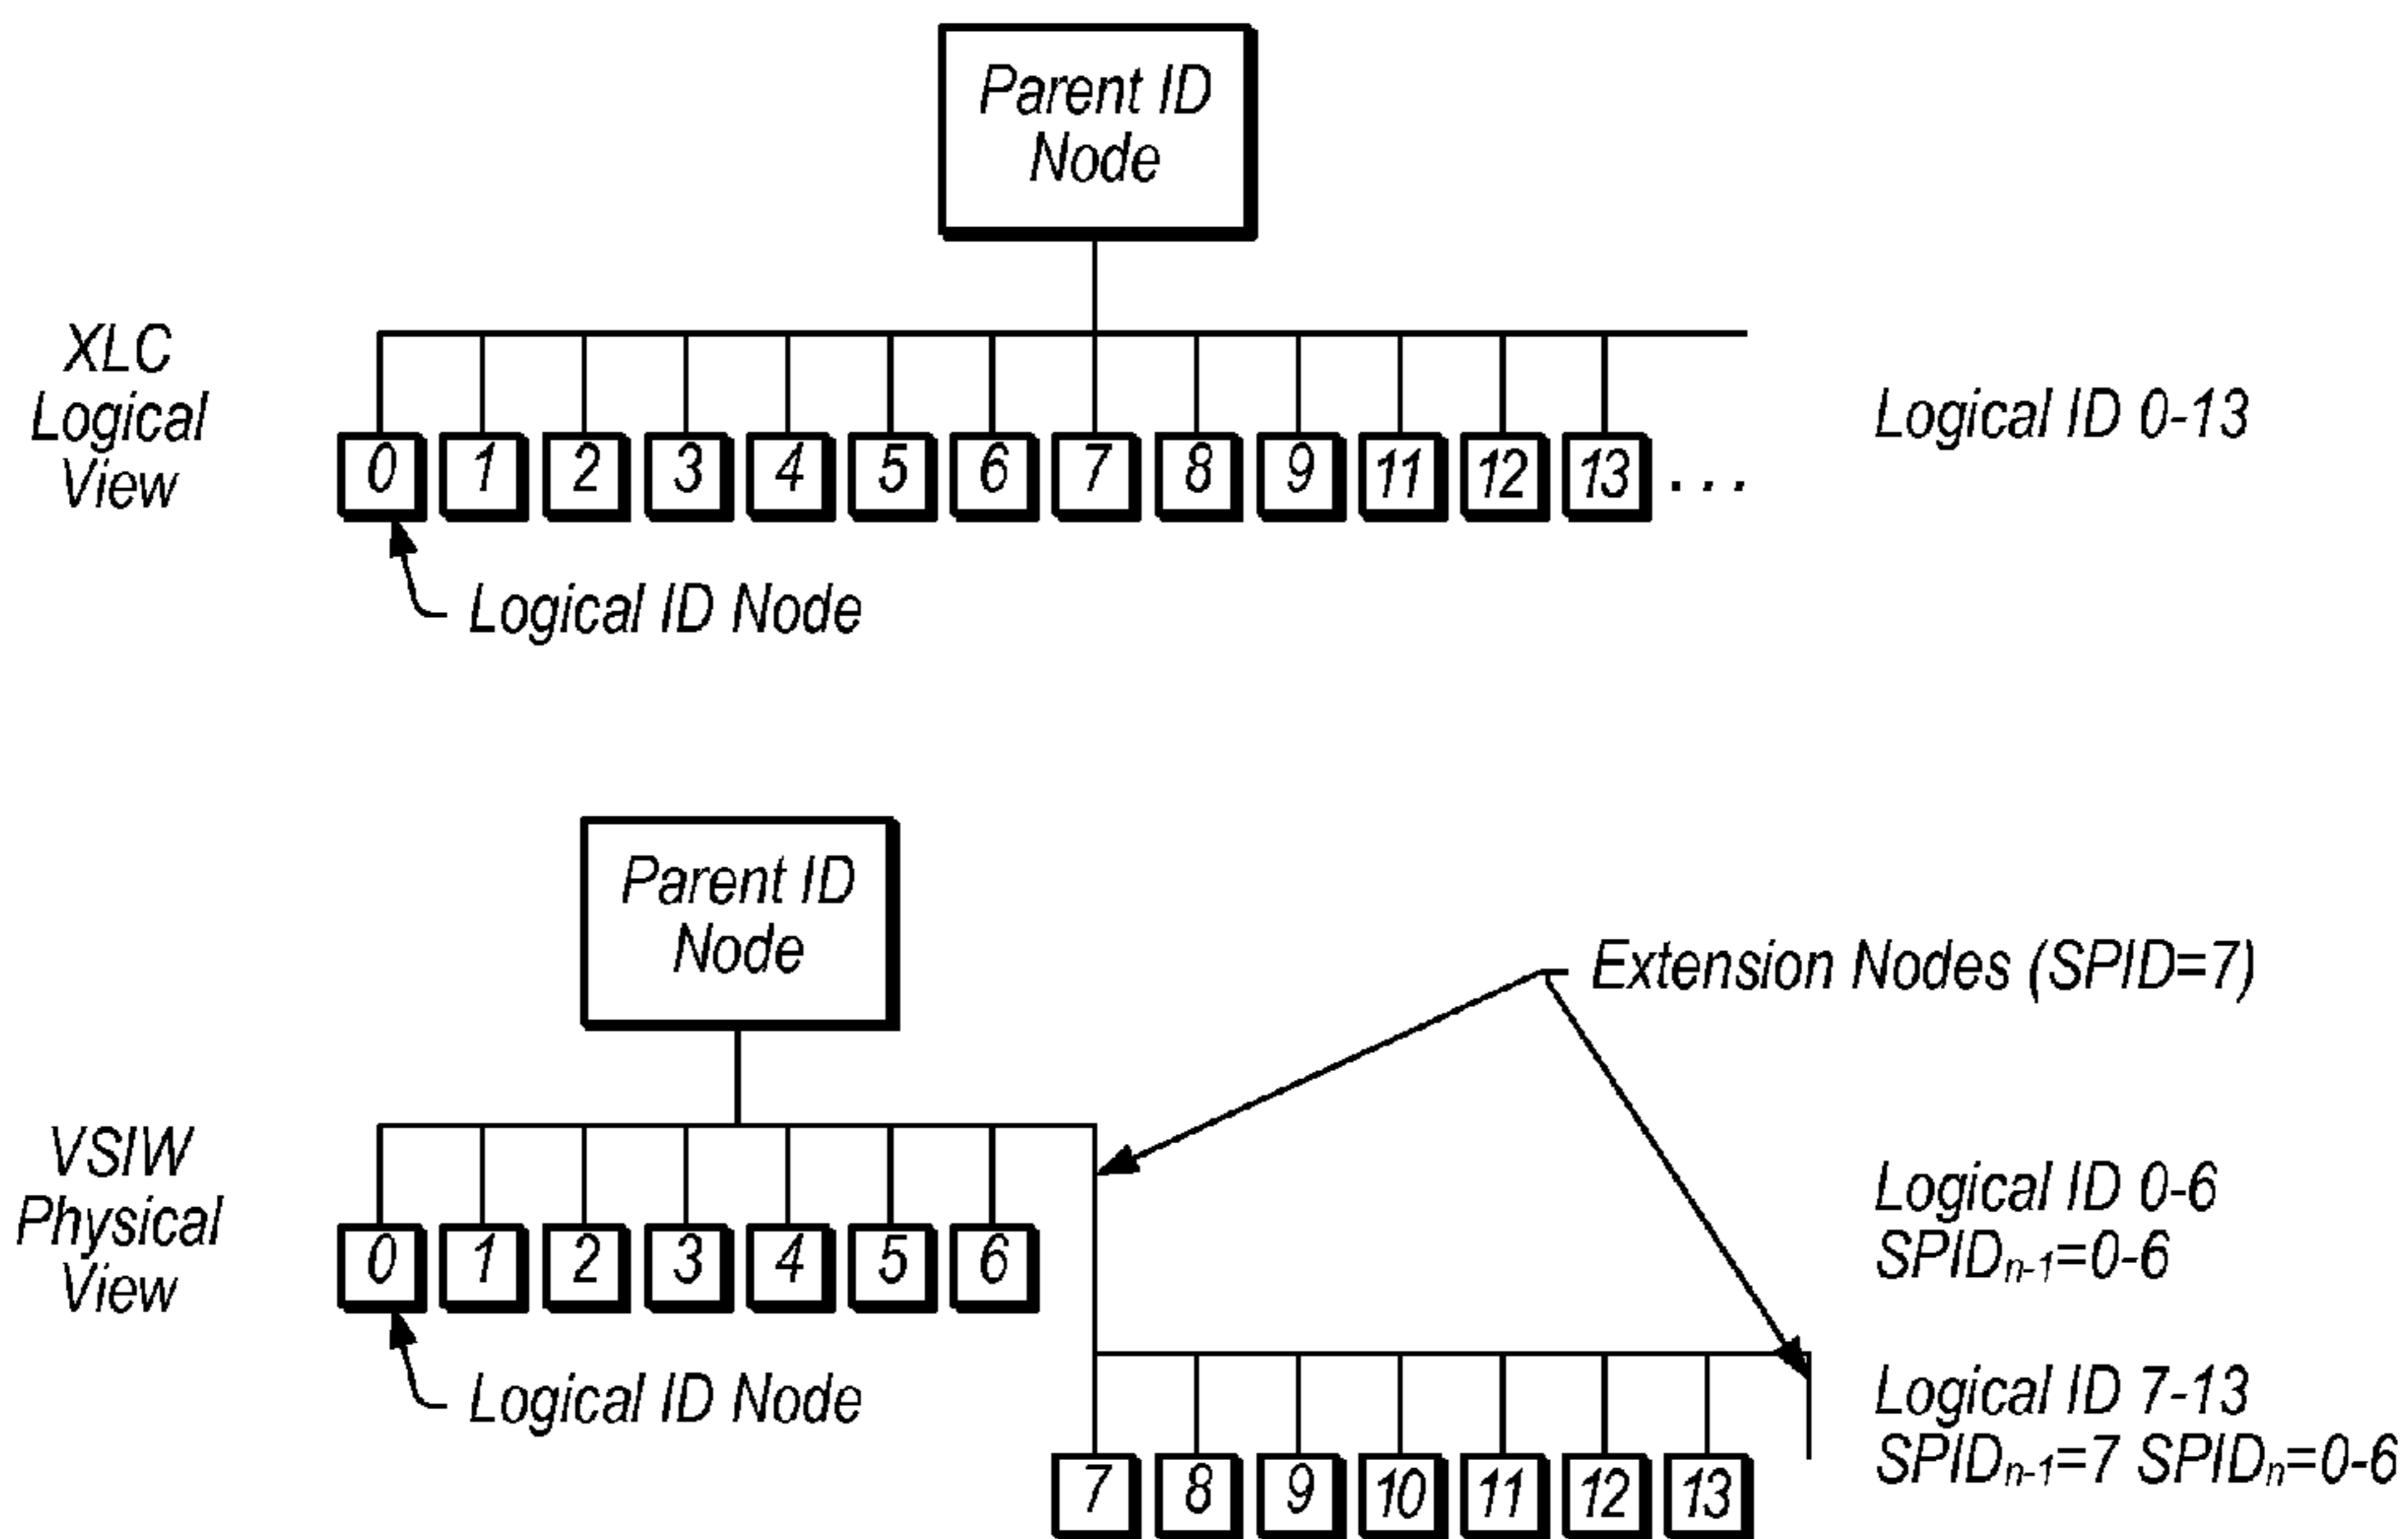 Parent ID
Node
XLC
Logical
View
Logical ID 0-13
0 1 2 3 4 5 6 7 8 9 11 12 13 ...
Logical ID Node
Parent ID
Node
Extension Nodes (SPID=7)
VSIW
Physical
View
0 1 2 3 4 5 6
Logical ID 0-6
SPIDn-1=0-6
Logical ID Node
Logical ID 7-13
SPIDn-1=7 SPIDn=0-6
7 8 9 10 11 12 13